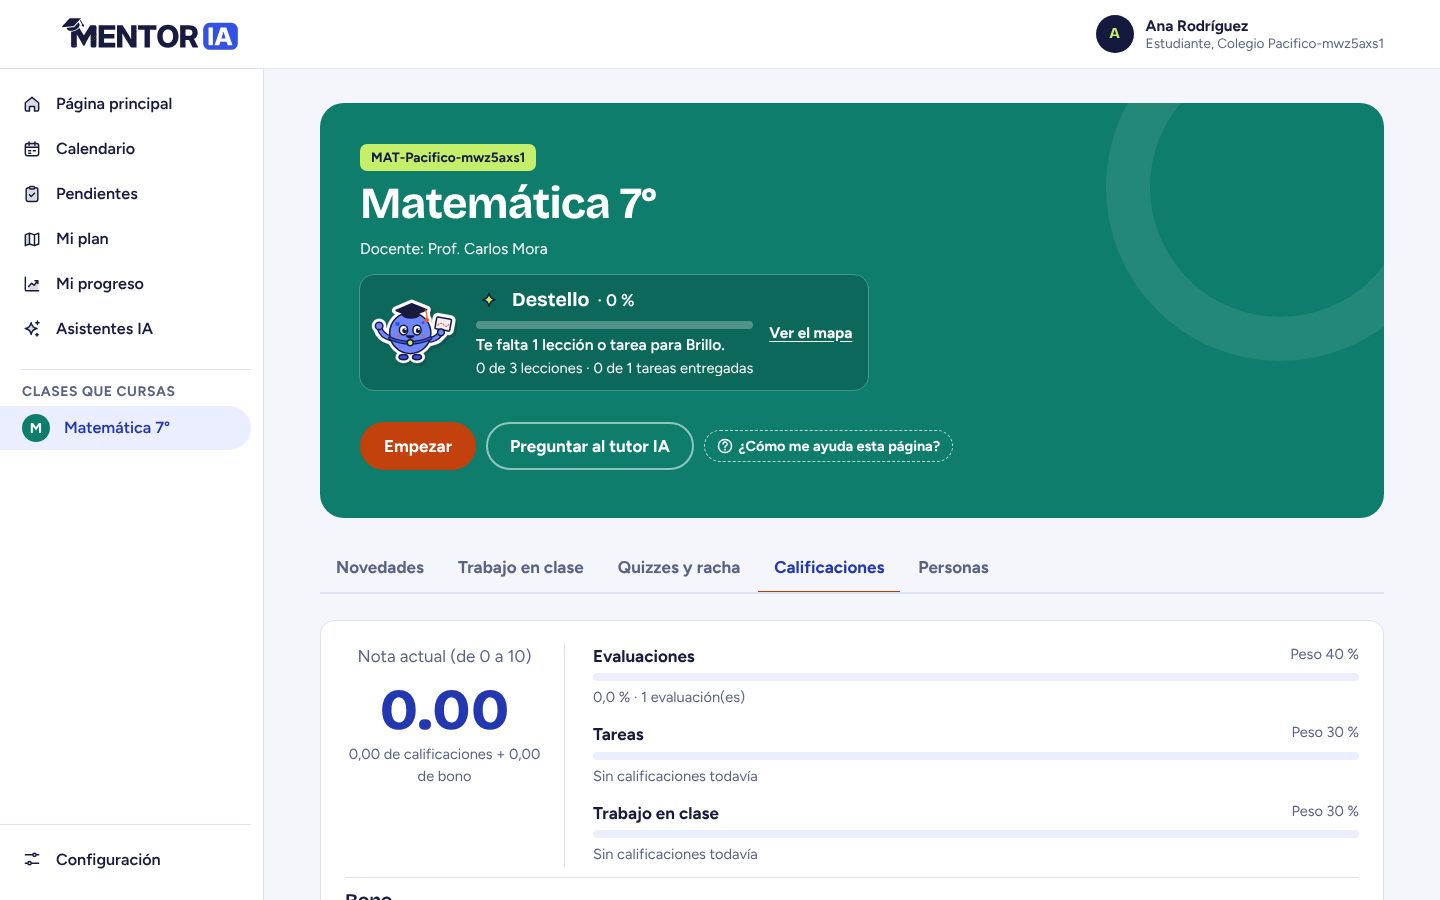 MENTOR IA
A
Ana Rodríguez
Estudiante, Colegio Pacifico-mwz5axs1
Página principal
Calendario
Pendientes
Mi plan
Mi progreso
Asistentes IA
CLASES QUE CURSAS
M
Matemática 7°
Configuración
MAT-Pacifico-mwz5axs1
Matemática 7°
Docente: Prof. Carlos Mora
Destello · 0 %
Te falta 1 lección o tarea para Brillo.
0 de 3 lecciones · 0 de 1 tareas entregadas
Ver el mapa
Empezar
Preguntar al tutor IA
¿Cómo me ayuda esta página?
Novedades
Trabajo en clase
Quizzes y racha
Calificaciones
Personas
Nota actual (de 0 a 10)
0.00
0,00 de calificaciones + 0,00
de bono
Evaluaciones
Peso 40 %
0,0 % · 1 evaluación(es)
Tareas
Peso 30 %
Sin calificaciones todavía
Trabajo en clase
Peso 30 %
Sin calificaciones todavía
Bono